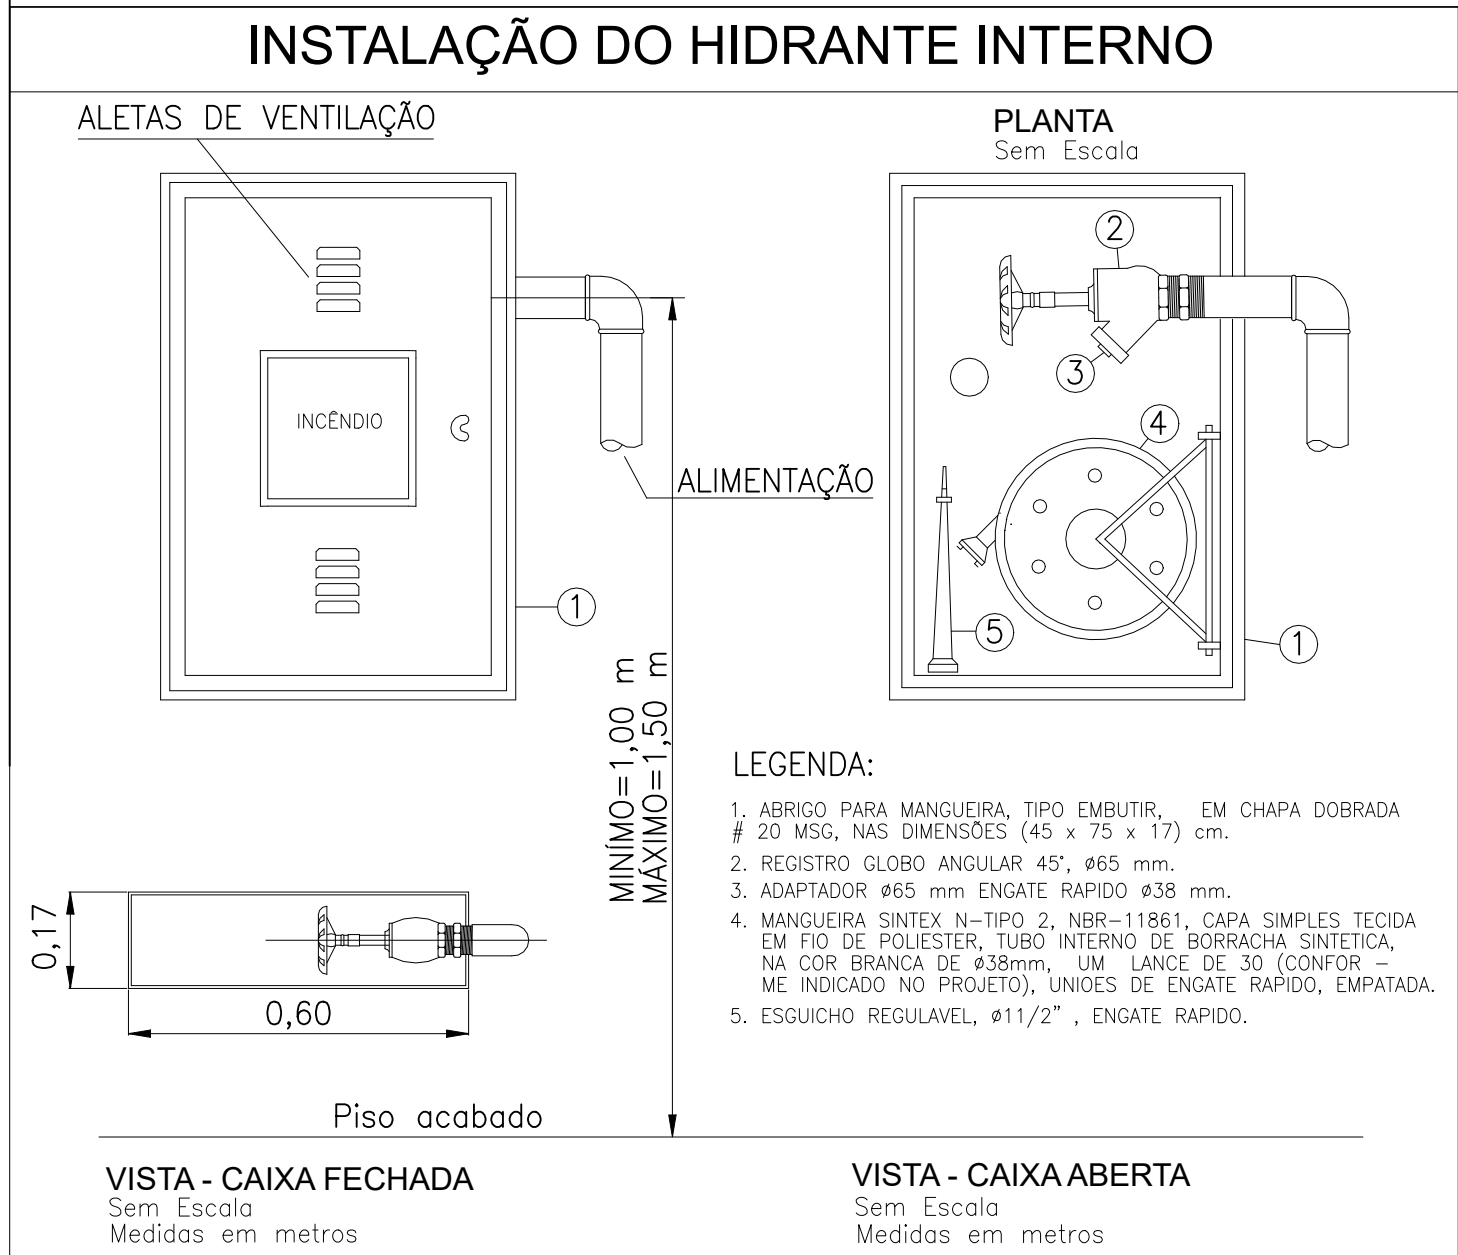 INSTALAÇÃO DO HIDRANTE INTERNO
ALETAS DE VENTILAÇÃO
PLANTA
Sem Escala
INCÊNDIO
ALIMENTAÇÃO
1
MINÍMO=1,00 m
MÁXIMO=1,50 m
2
3
4
5
1
LEGENDA:
1. ABRIGO PARA MANGUEIRA, TIPO EMBUTIR, EM CHAPA DOBRADA
# 20 MSG, NAS DIMENSÕES (45 x 75 x 17) cm.
2. REGISTRO GLOBO ANGULAR 45°, ø65 mm.
3. ADAPTADOR ø65 mm ENGATE RAPIDO ø38 mm.
4. MANGUEIRA SINTEX N-TIPO 2, NBR-11861, CAPA SIMPLES TECIDA
EM FIO DE POLIESTER, TUBO INTERNO DE BORRACHA SINTETICA,
NA COR BRANCA DE ø38mm, UM LANCE DE 30 (CONFOR -
ME INDICADO NO PROJETO), UNIOES DE ENGATE RAPIDO, EMPATADA.
5. ESGUICHO REGULAVEL, ø11/2" , ENGATE RAPIDO.
0,17
0,60
Piso acabado
VISTA - CAIXA FECHADA
Sem Escala
Medidas em metros
VISTA - CAIXA ABERTA
Sem Escala
Medidas em metros